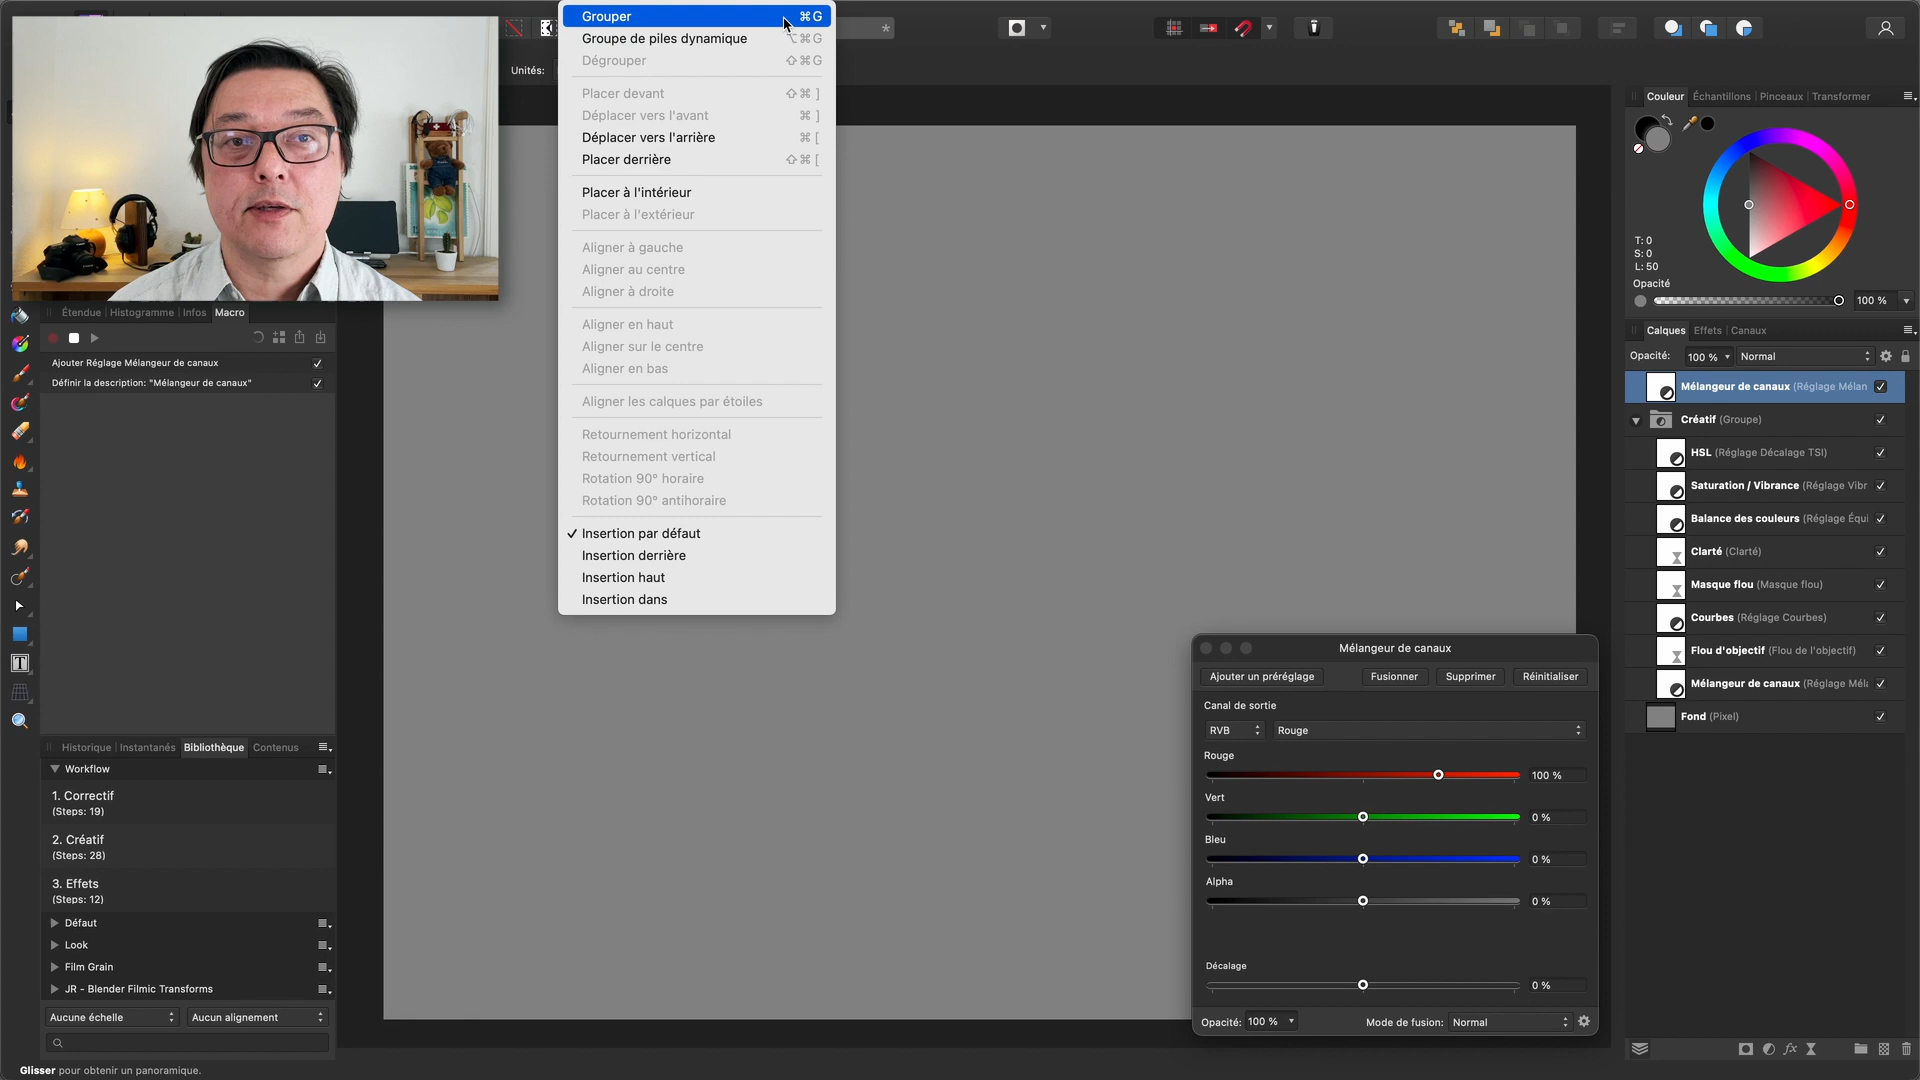 Unités:
*
Grouper ⌘G
Groupe de piles dynamique ⌥⌘G
Dégrouper ⇧⌘G
Placer devant ⇧⌘ ]
Déplacer vers l'avant ⌘ ]
Déplacer vers l'arrière ⌘ [
Placer derrière ⇧⌘ [
Placer à l'intérieur
Placer à l'extérieur
Aligner à gauche
Aligner au centre
Aligner à droite
Aligner en haut
Aligner sur le centre
Aligner en bas
Aligner les calques par étoiles
Retournement horizontal
Retournement vertical
Rotation 90° horaire
Rotation 90° antihoraire
✓ Insertion par défaut
Insertion derrière
Insertion haut
Insertion dans
Étendue Histogramme Infos Macro
Ajouter Réglage Mélangeur de canaux
Définir la description: "Mélangeur de canaux"
Historique Instantanés Bibliothèque Contenus
Workflow
1. Correctif
(Steps: 19)
2. Créatif
(Steps: 28)
3. Effets
(Steps: 12)
Défaut
Look
Film Grain
JR - Blender Filmic Transforms
Aucune échelle Aucun alignement
Glisser pour obtenir un panoramique.
Couleur Échantillons Pinceaux Transformer
T: 0
S: 0
L: 50
Opacité
100 %
Calques Effets Canaux
Opacité: 100 % Normal
Mélangeur de canaux (Réglage Mélan
Créatif (Groupe)
HSL (Réglage Décalage TSI)
Saturation / Vibrance (Réglage Vibr
Balance des couleurs (Réglage Équi
Clarté (Clarté)
Masque flou (Masque flou)
Courbes (Réglage Courbes)
Flou d'objectif (Flou de l'objectif)
Mélangeur de canaux (Réglage Mél
Fond (Pixel)
fx
Mélangeur de canaux
Ajouter un préréglage Fusionner Supprimer Réinitialiser
Canal de sortie
RVB Rouge
Rouge
100 %
Vert
0 %
Bleu
0 %
Alpha
0 %
Décalage
0 %
Opacité: 100 % Mode de fusion: Normal